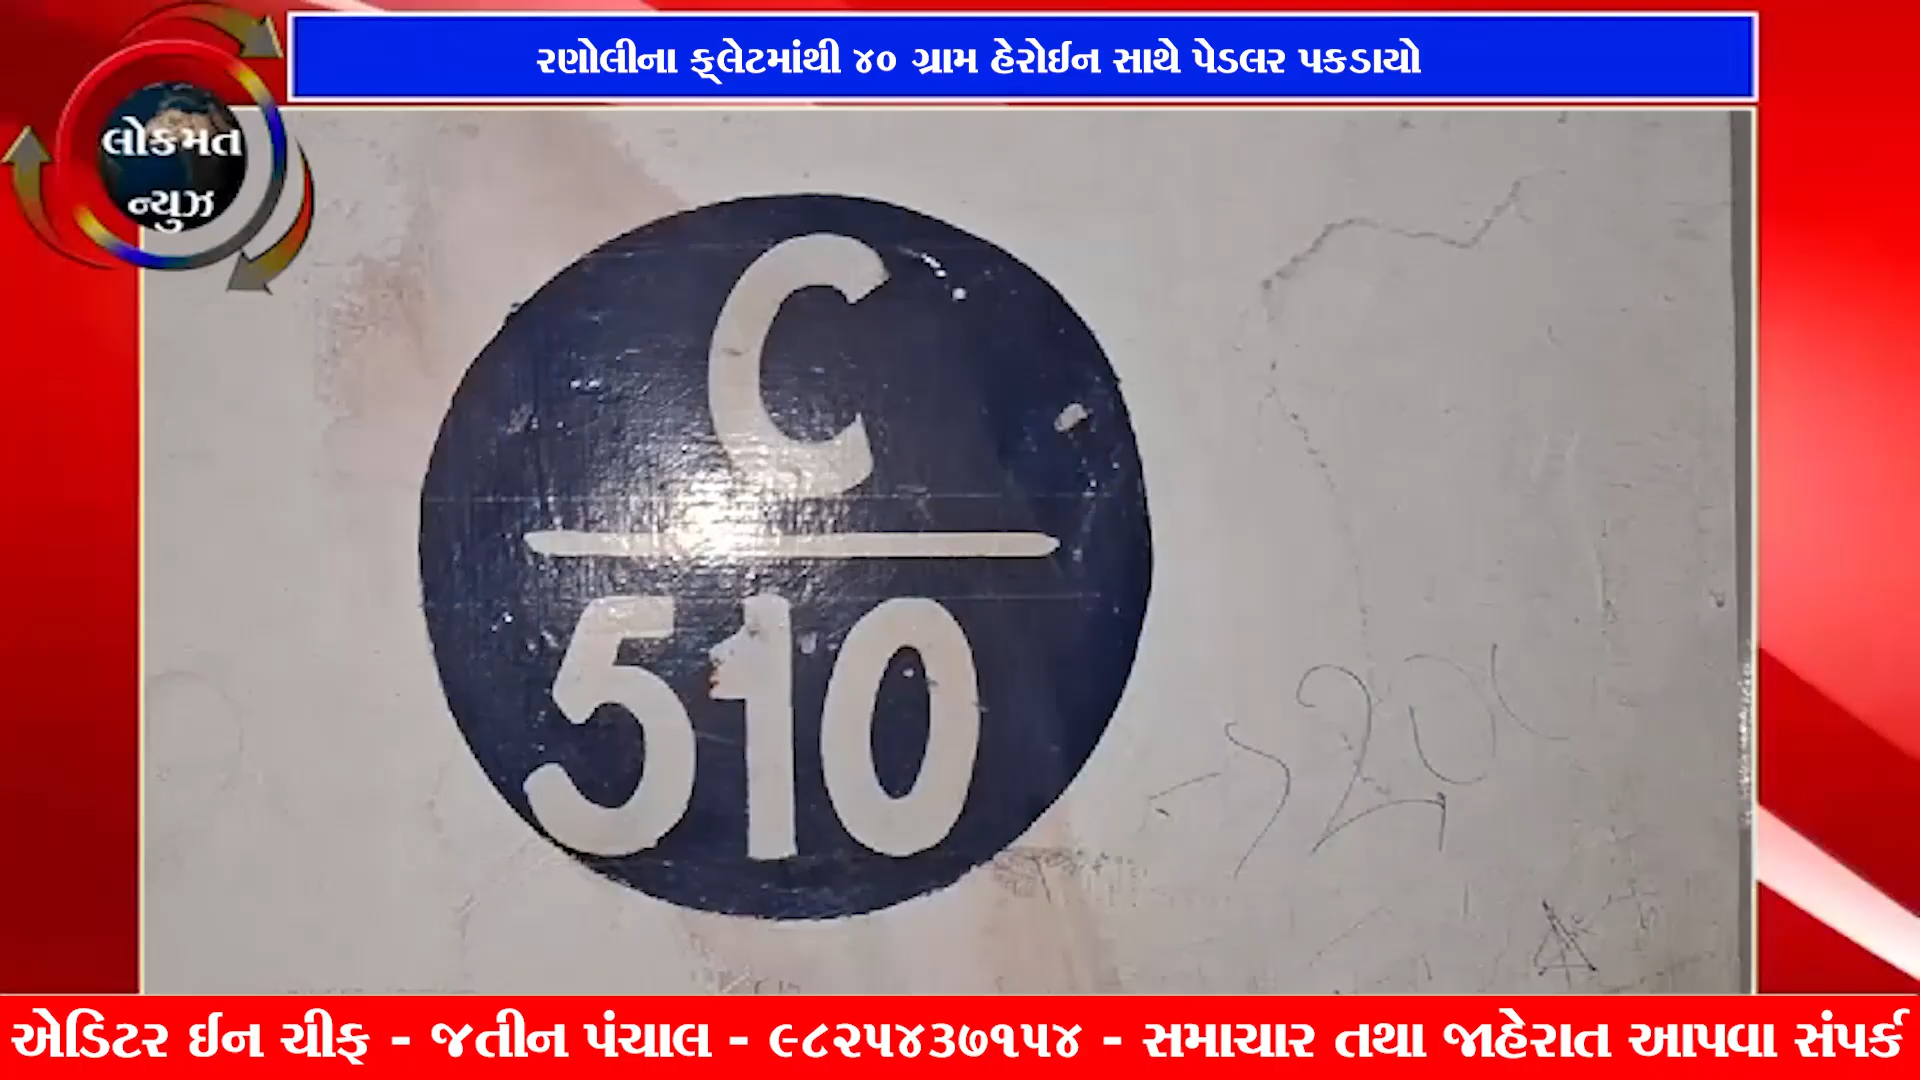 રણોલીના ફ્લેટમાંથી ૪૦ ગ્રામ હેરોઈન સાથે પેડલર પકડાયો
લોકમત
ન્યુઝ
C
510
એડિટર ઈન ચીફ - જતીન પંચાલ - ૯૮૨૫૪૩૭૧૫૪ - સમાચાર તથા જાહેરાત આપવા સંપર્ક